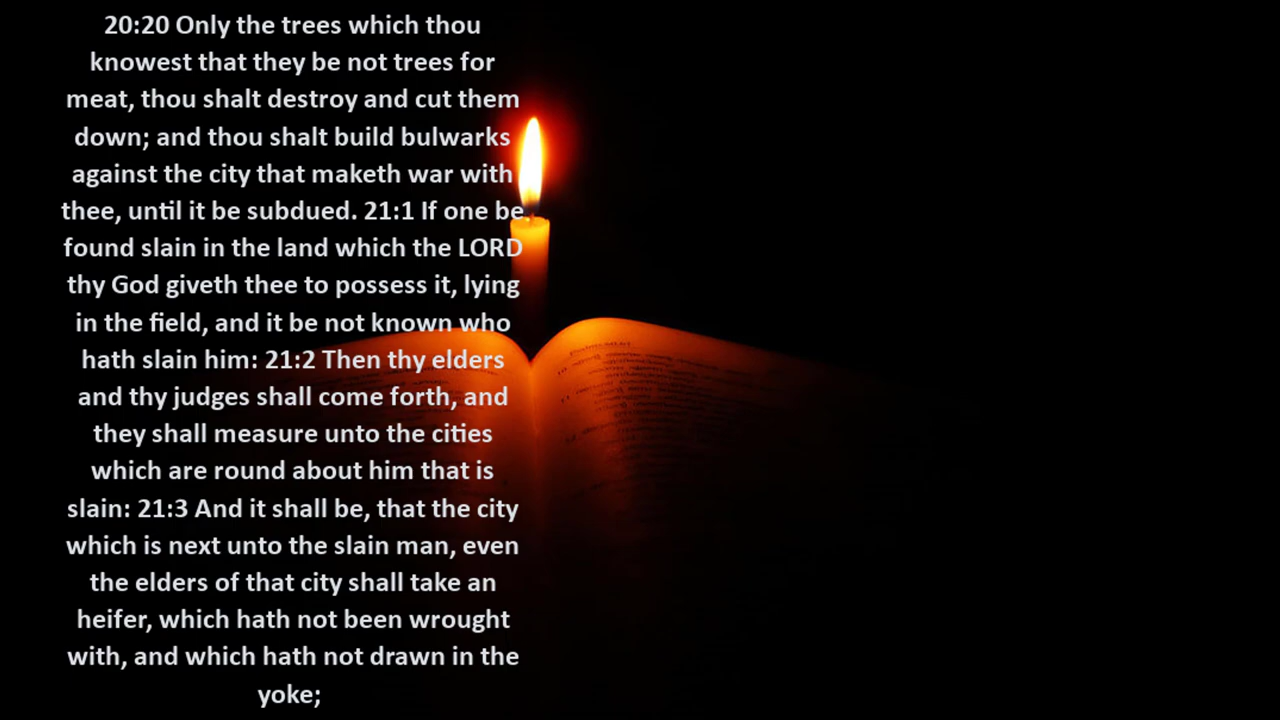 20:20 Only the trees which thou
knowest that they be not trees for
meat, thou shalt destroy and cut them
down; and thou shalt build bulwarks
against the city that maketh war with
thee, until it be subdued. 21:1 If one be
found slain in the land which the LORD
thy God giveth thee to possess it, lying
in the field, and it be not known who
hath slain him: 21:2 Then thy elders
and thy judges shall come forth, and
they shall measure unto the cities
which are round about him that is
slain: 21:3 And it shall be, that the city
which is next unto the slain man, even
the elders of that city shall take an
heifer, which hath not been wrought
with, and which hath not drawn in the
yoke;